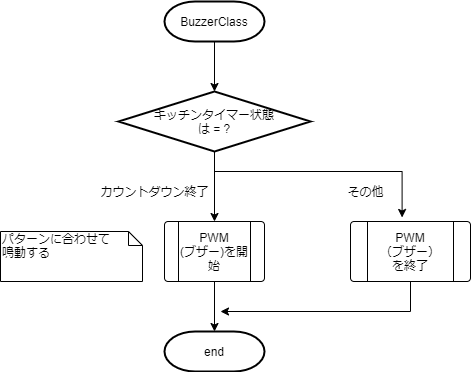 BuzzerClass
キッチンタイマー状態
は = ?
カウントダウン終了
その他
パターンに合わせて
鳴動する
PWM
(ブザー)を開
始
PWM
（ブザー）
を終了
end